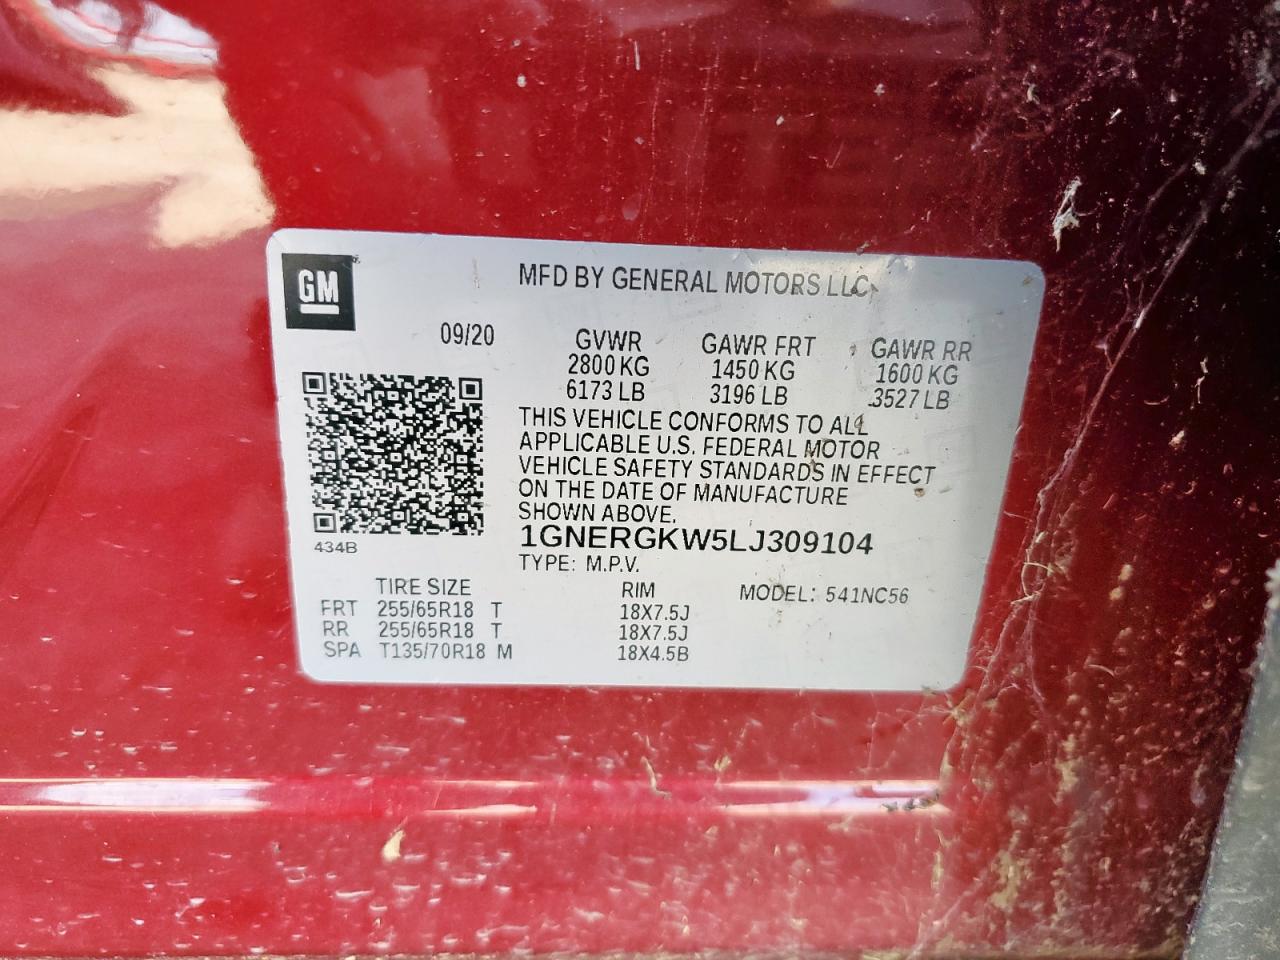 GM
MFD BY GENERAL MOTORS LLC
09/20
GVWR GAWR FRT GAWR RR
2800 KG 1450 KG 1600 KG
6173 LB 3196 LB 3527 LB
THIS VEHICLE CONFORMS TO ALL
APPLICABLE U.S. FEDERAL MOTOR
VEHICLE SAFETY STANDARDS IN EFFECT
ON THE DATE OF MANUFACTURE
SHOWN ABOVE.
1GNERGKW5LJ309104
434B
TYPE: M.P.V.
TIRE SIZE RIM MODEL: 541NC56
FRT 255/65R18 T 18X7.5J
RR 255/65R18 T 18X7.5J
SPA T135/70R18 M 18X4.5B